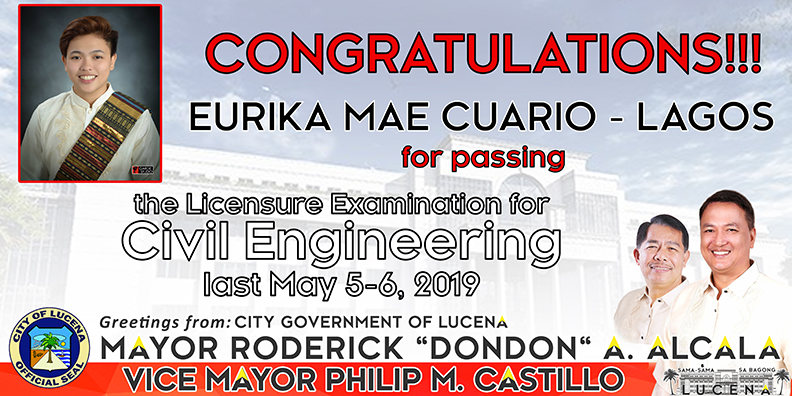 CONGRATULATIONS!!!
EURIKA MAE CUARIO - LAGOS
for passing
the Licensure Examination for
Civil Engineering
last May 5-6, 2019
CITY OF LUCENA
OFFICIAL SEAL
Greetings from: CITY GOVERNMENT OF LUCENA
MAYOR RODERICK “DONDON“ A. ALCALA
VICE MAYOR PHILIP M. CASTILLO
SAMA-SAMA SA BAGONG
LUCENA